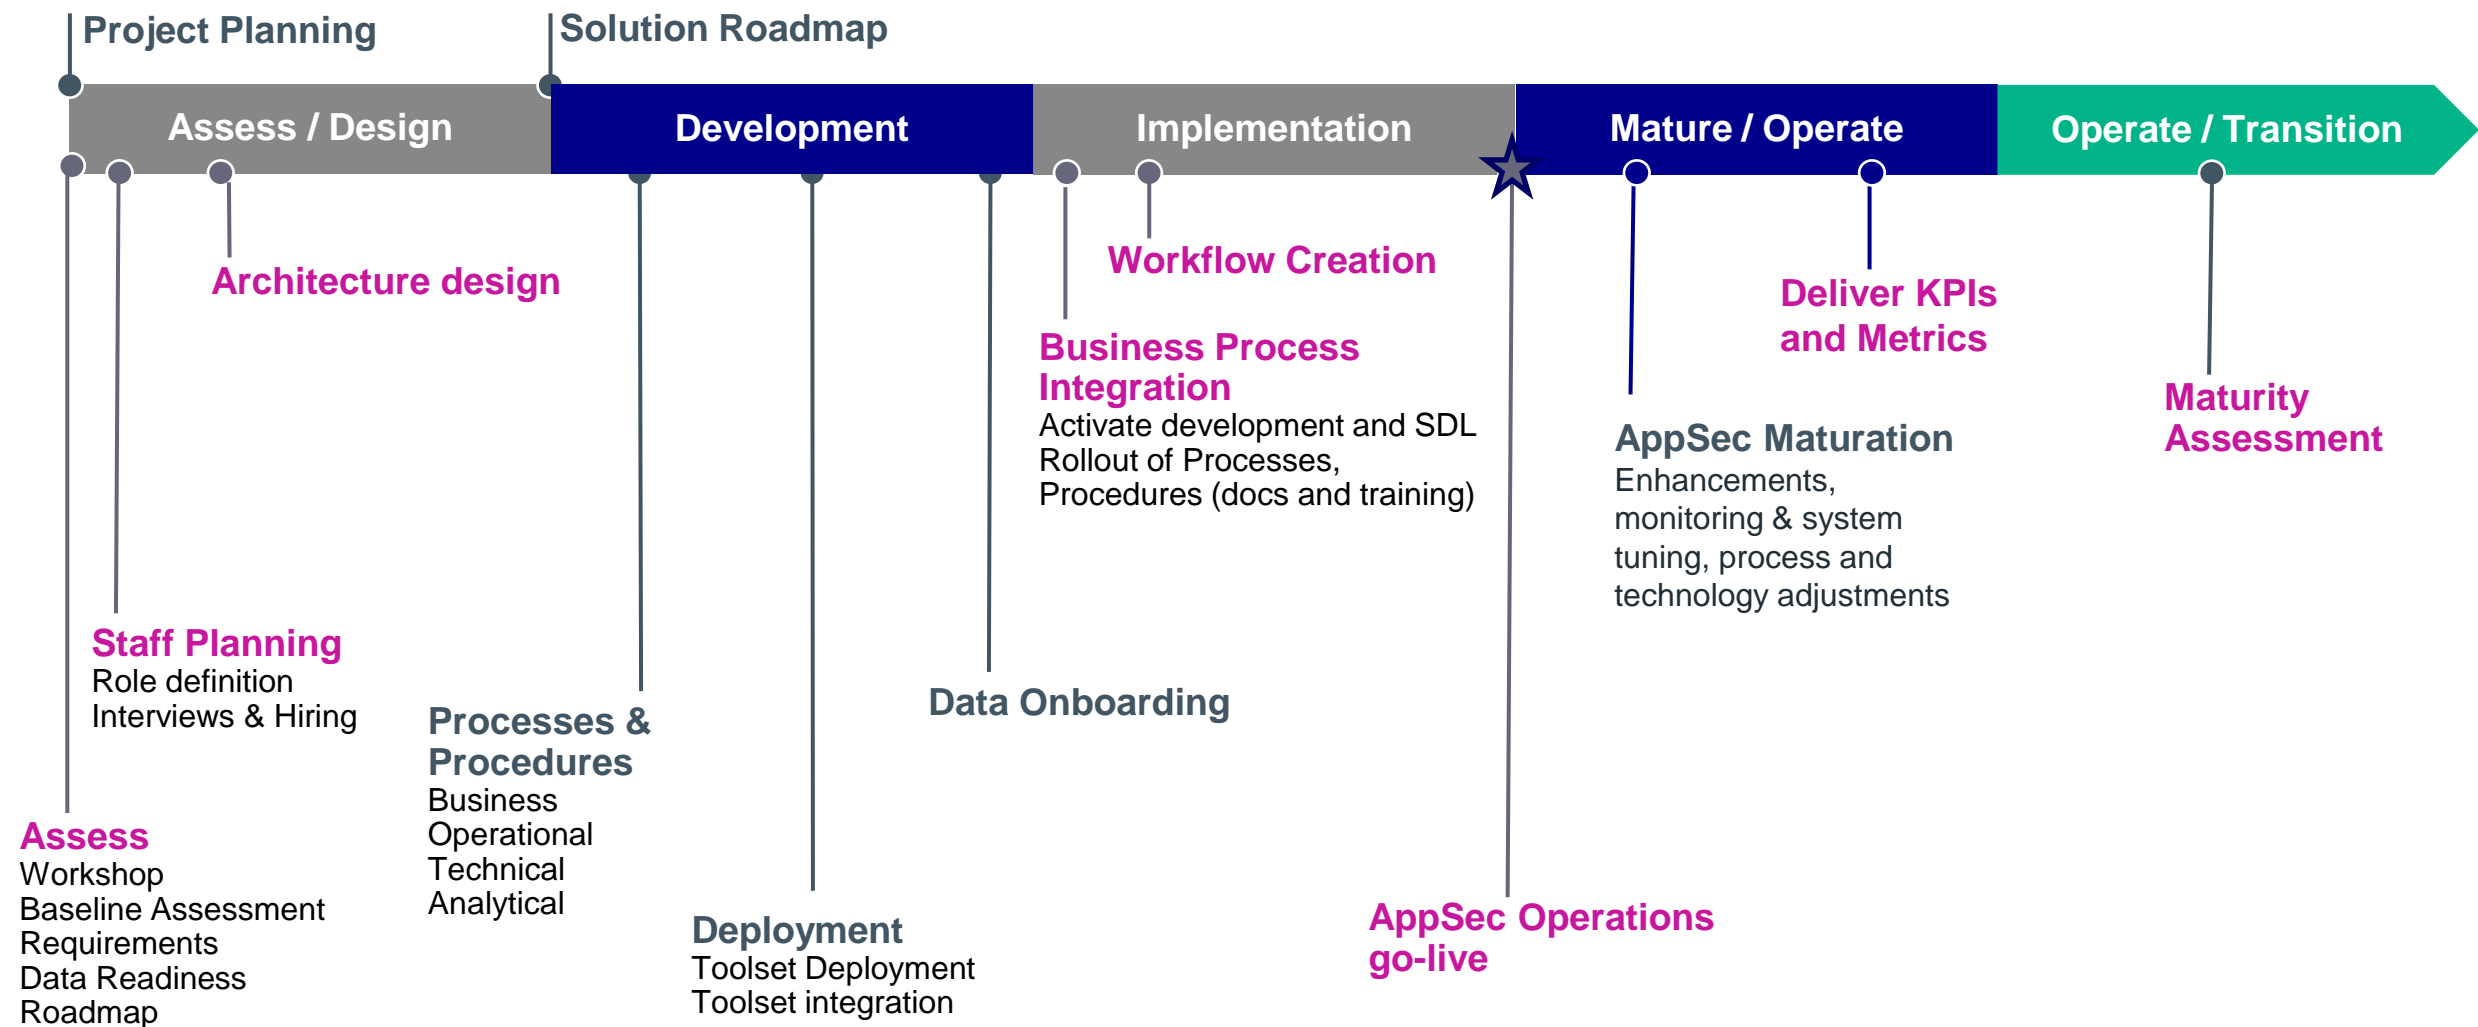 Project Planning
Solution Roadmap
Assess / Design
Development
Implementation
Mature / Operate
Operate / Transition
Architecture design
Workflow Creation
Deliver KPIs
and Metrics
Business Process
Integration
Activate development and SDL
Rollout of Processes,
Procedures (docs and training)
Maturity
Assessment
AppSec Maturation
Enhancements,
monitoring & system
tuning, process and
technology adjustments
Staff Planning
Role definition
Interviews & Hiring
Processes &
Procedures
Business
Operational
Technical
Analytical
Data Onboarding
Assess
Workshop
Baseline Assessment
Requirements
Data Readiness
Roadmap
Deployment
Toolset Deployment
Toolset integration
AppSec Operations
go-live